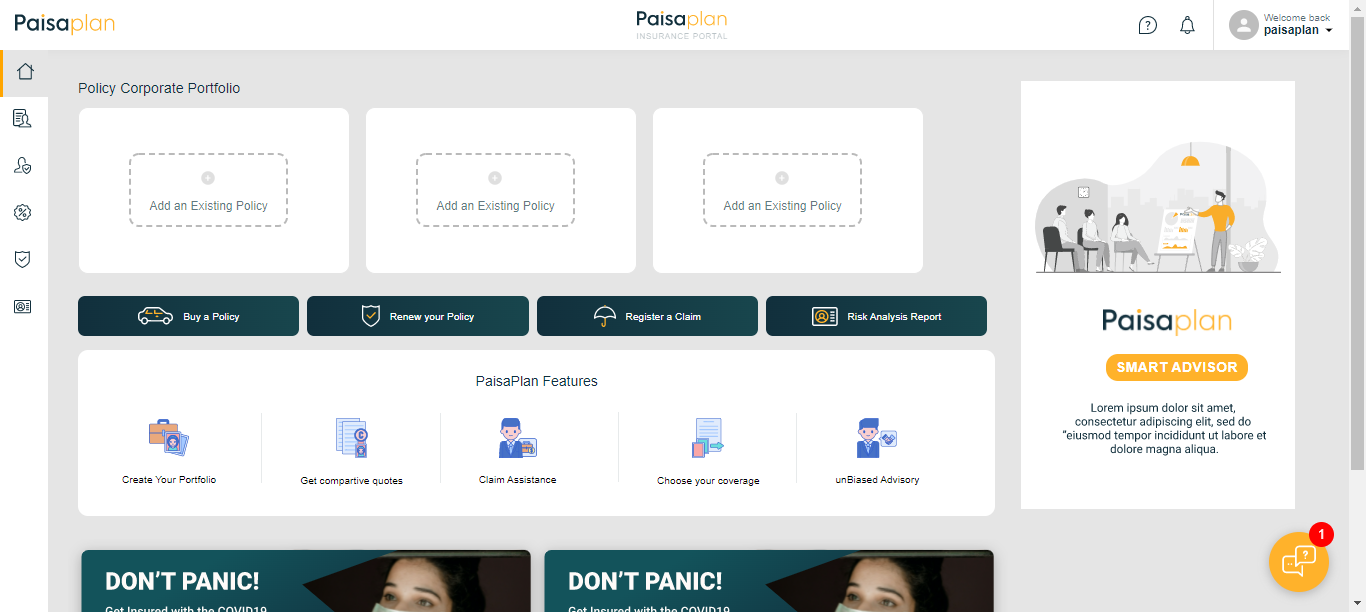 Paisaplan
Paisaplan
INSURANCE PORTAL
?
Welcome back
paisaplan
Policy Corporate Portfolio
Add an Existing Policy
Add an Existing Policy
Add an Existing Policy
Buy a Policy
Renew your Policy
Register a Claim
Risk Analysis Report
PaisaPlan Features
Create Your Portfolio
Get compartive quotes
Claim Assistance
Choose your coverage
unBiased Advisory
Paisaplan
SMART ADVISOR
Lorem ipsum dolor sit amet,
consectetur adipiscing elit, sed do
“eiusmod tempor incididunt ut labore et
dolore magna aliqua.
1
?
DON’T PANIC!
Get Insured with the COVID19
DON’T PANIC!
Get Insured with the COVID19